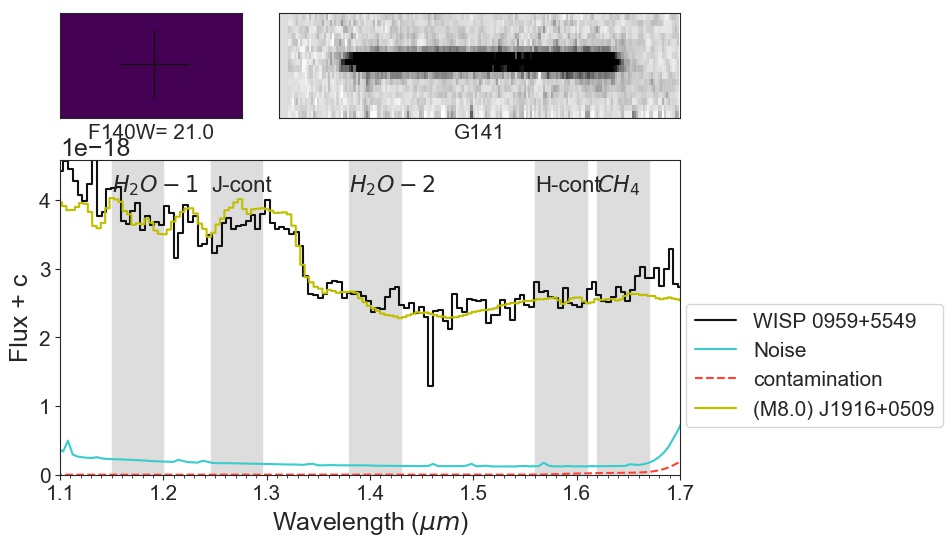 F140W= 21.0
G141
1e−18
H₂O − 1
J-cont
H₂O − 2
H-cont
CH₄
4
3
2
1
0
Flux + c
1.1 1.2 1.3 1.4 1.5 1.6 1.7
Wavelength (μm)
WISP 0959+5549
Noise
contamination
(M8.0) J1916+0509